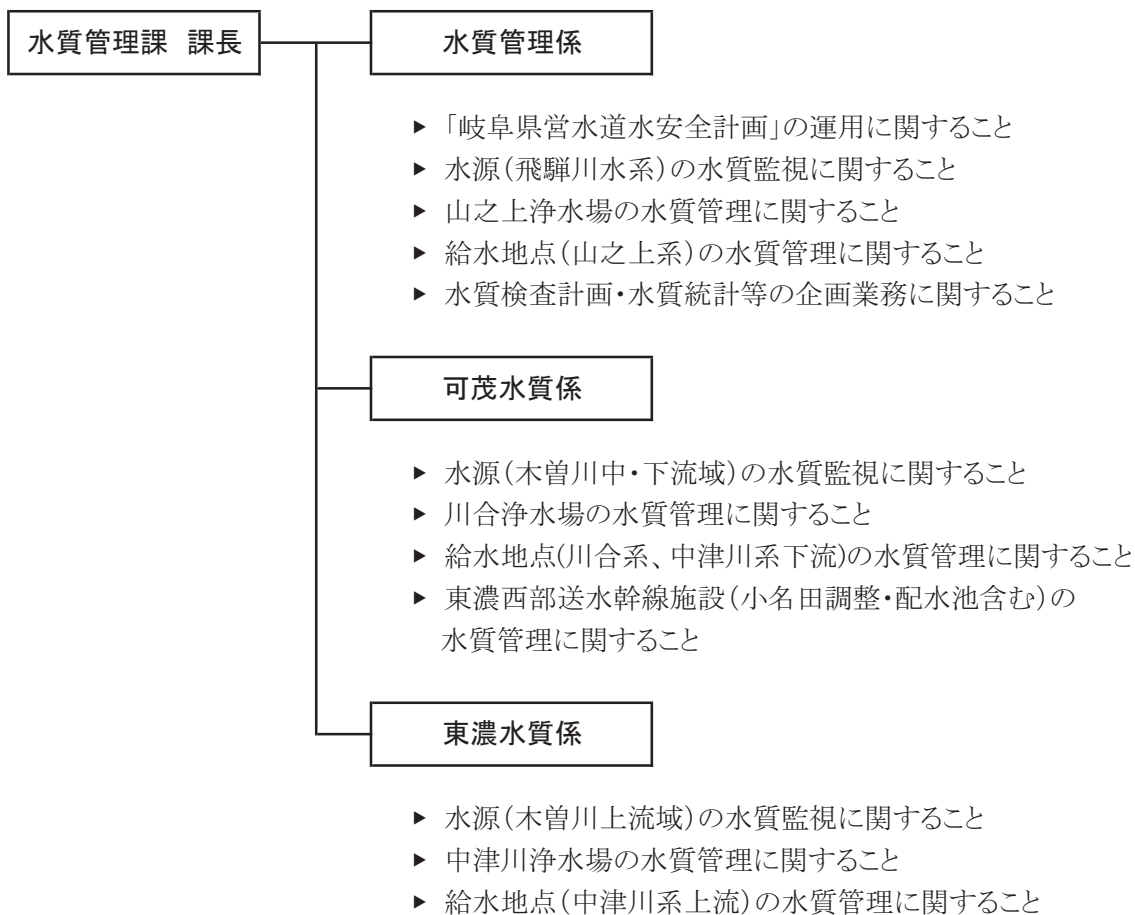 水質管理課 課長
水質管理係
▶ 「岐阜県営水道水安全計画」の運用に関すること
▶ 水源(飛騨川水系)の水質監視に関すること
▶ 山之上浄水場の水質管理に関すること
▶ 給水地点(山之上系)の水質管理に関すること
▶ 水質検査計画・水質統計等の企画業務に関すること
可茂水質係
▶ 水源(木曽川中・下流域)の水質監視に関すること
▶ 川合浄水場の水質管理に関すること
▶ 給水地点(川合系、中津川系下流)の水質管理に関すること
▶ 東濃西部送水幹線施設(小名田調整・配水池含む)の
水質管理に関すること
東濃水質係
▶ 水源(木曽川上流域)の水質監視に関すること
▶ 中津川浄水場の水質管理に関すること
▶ 給水地点(中津川系上流)の水質管理に関すること